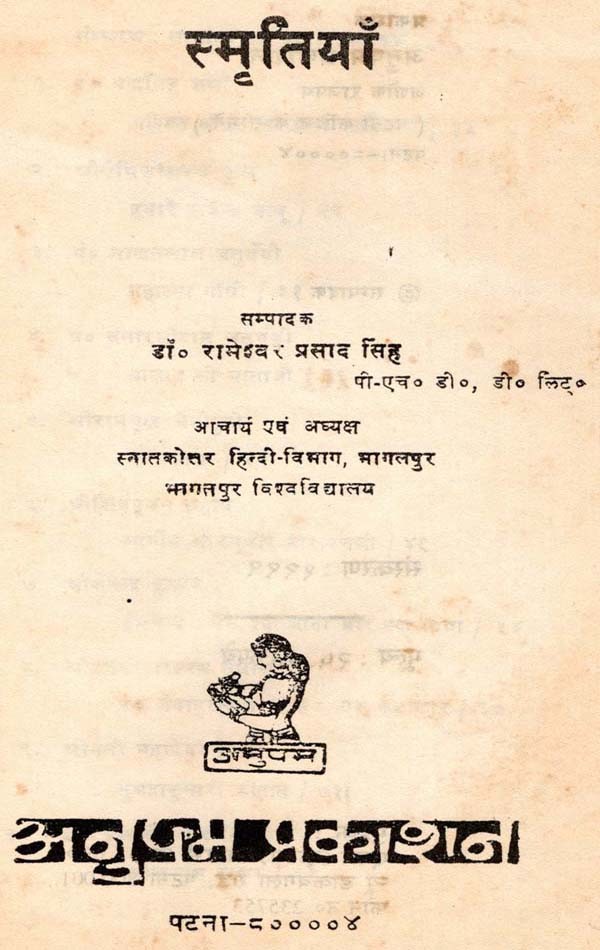 स्मृतियाँ
सम्पादक
डॉ० रामेश्वर प्रसाद सिंह
पी-एच० डी०, डी० लिट्०
आचार्य एवं अध्यक्ष
स्नातकोत्तर हिन्दी-विभाग, भागलपुर
भागलपुर विश्वविद्यालय
अनुपम
अनुपम प्रकाशन
पटना-८००००४